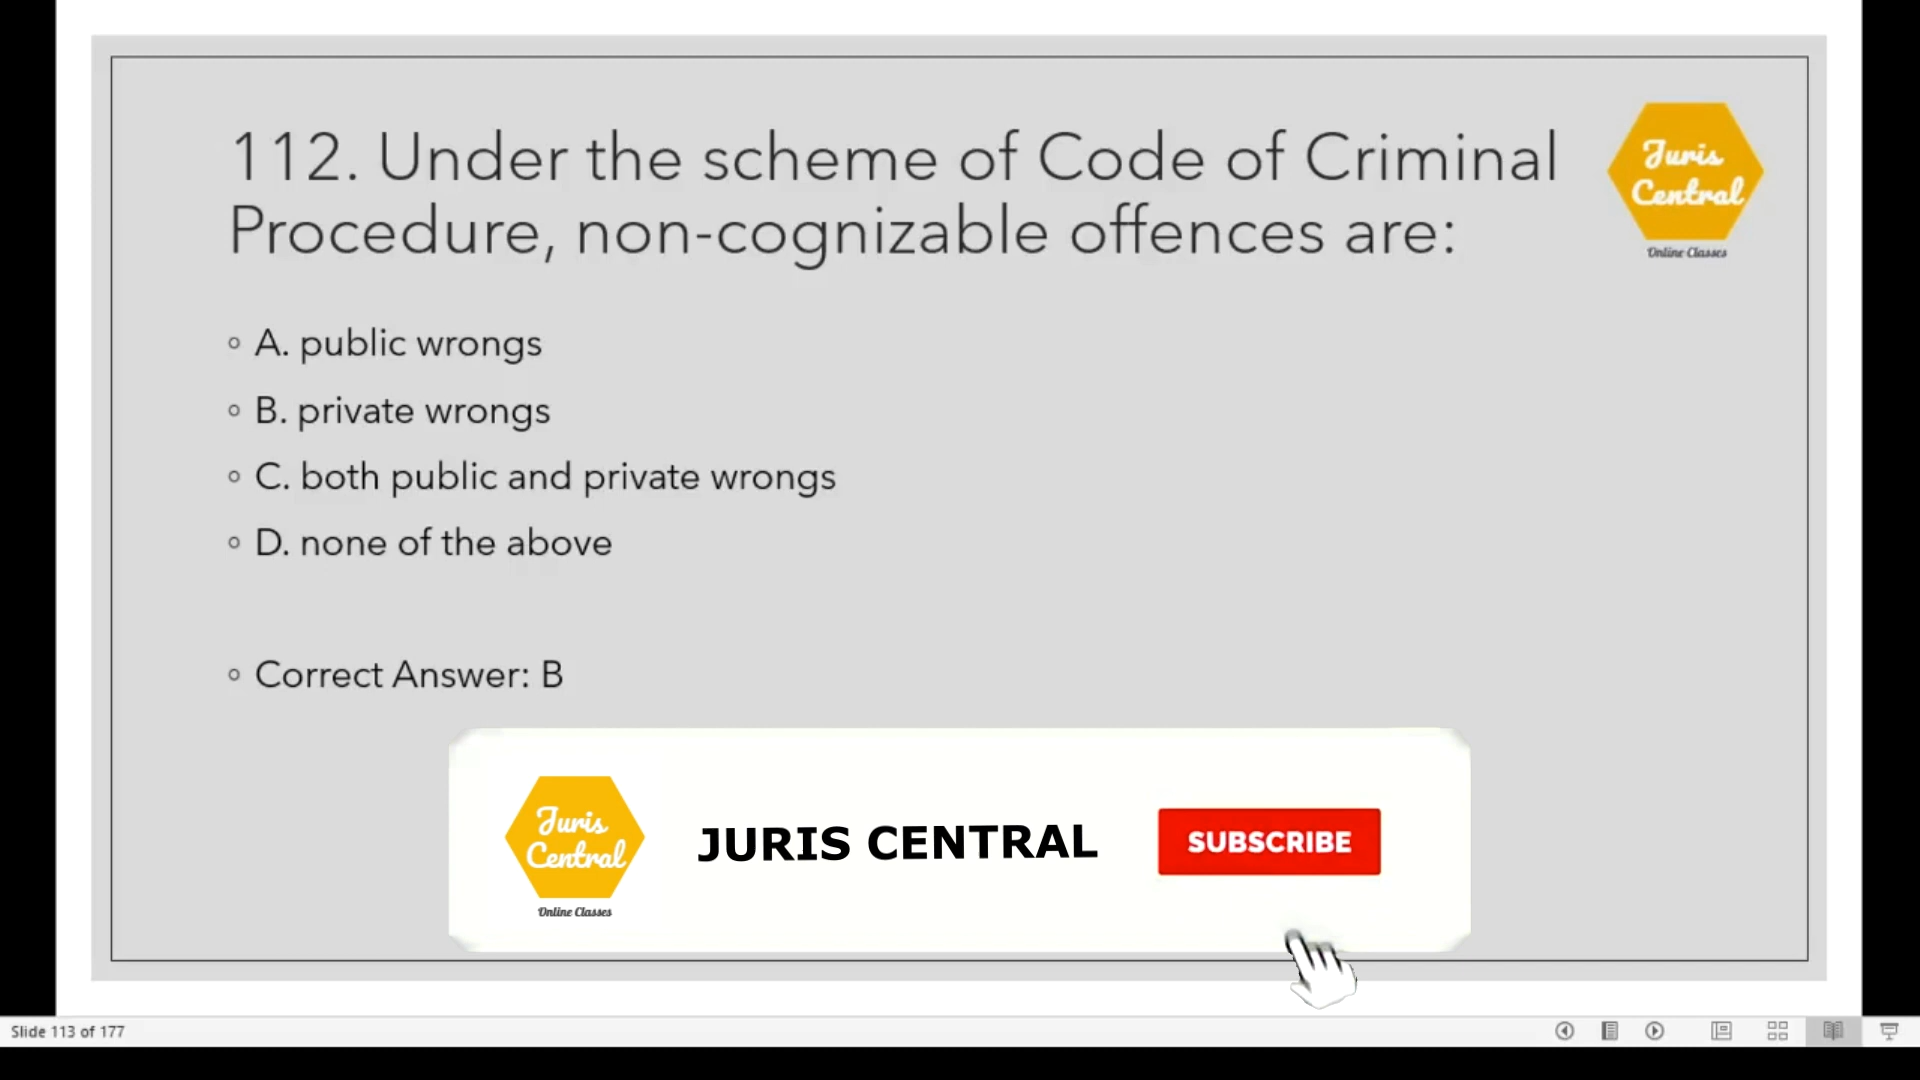 112. Under the scheme of Code of Criminal
Procedure, non-cognizable offences are:
Juris
Central
Online Classes
A. public wrongs
B. private wrongs
C. both public and private wrongs
D. none of the above
Correct Answer: B
Juris
Central
Online Classes
JURIS CENTRAL
SUBSCRIBE
Slide 113 of 177